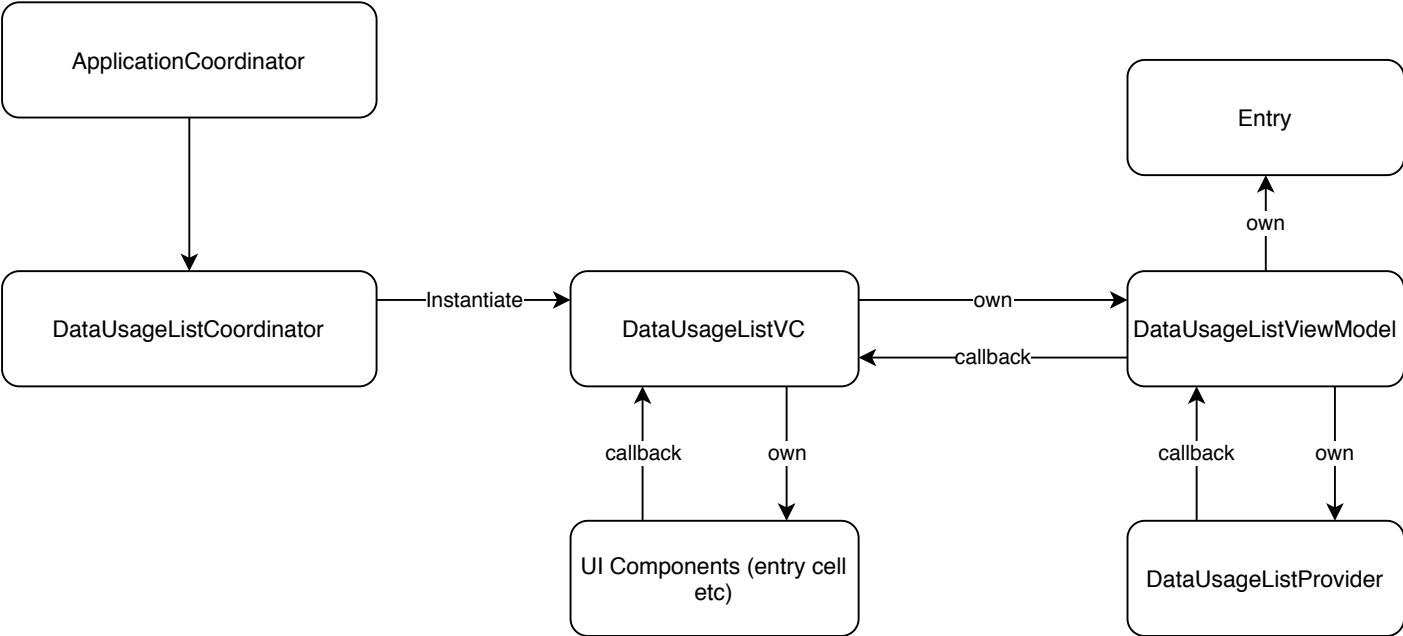 ApplicationCoordinator
Entry
own
DataUsageListCoordinator
Instantiate
DataUsageListVC
own
callback
DataUsageListViewModel
callback
own
callback
own
UI Components (entry cell
etc)
DataUsageListProvider